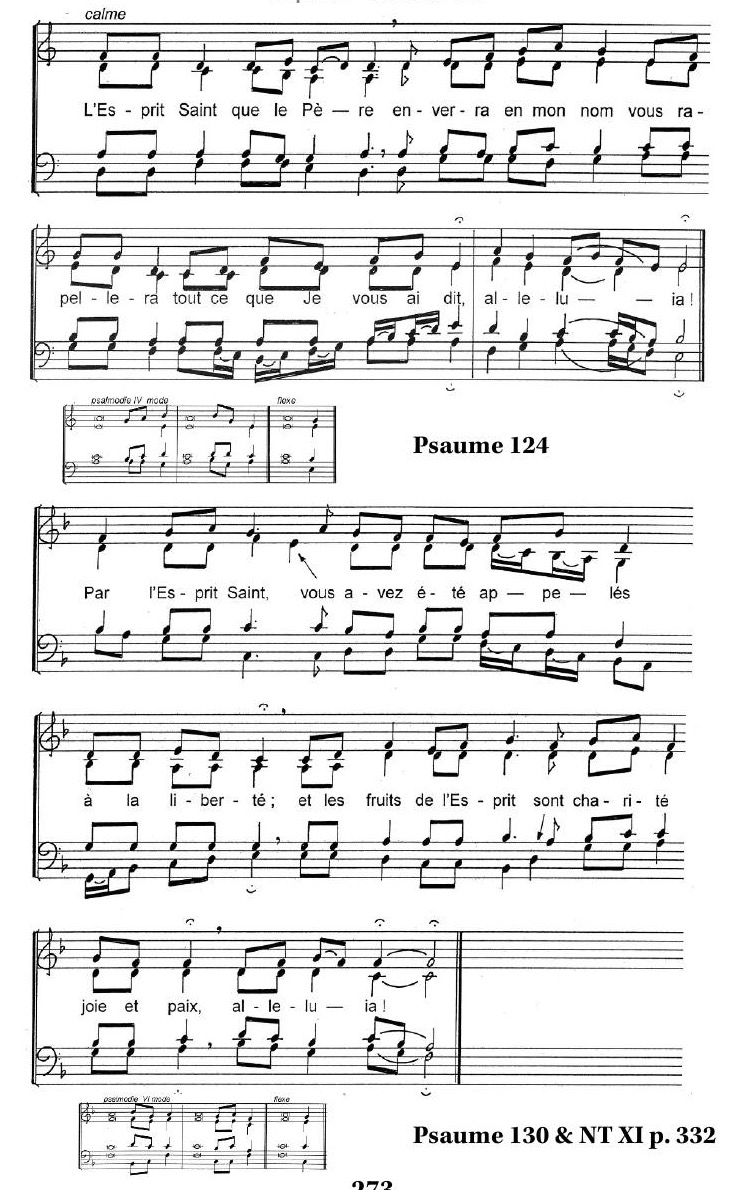 calme
L'Es - prit Saint que le Pè — re en - ver - ra en mon nom vous ra -
pel - le - ra tout ce que Je vous ai dit, al - le - lu — — ia !
psalmodie IV mode flexe
Psaume 124
Par l'Es - prit Saint, vous a - vez é - té ap — pe — lés
à la li - ber - té ; et les fruits de l'Es - prit sont cha - ri - té
joie et paix, al - le - lu — ia !
psalmodie VI mode flexe
Psaume 130 & NT XI p. 332
273